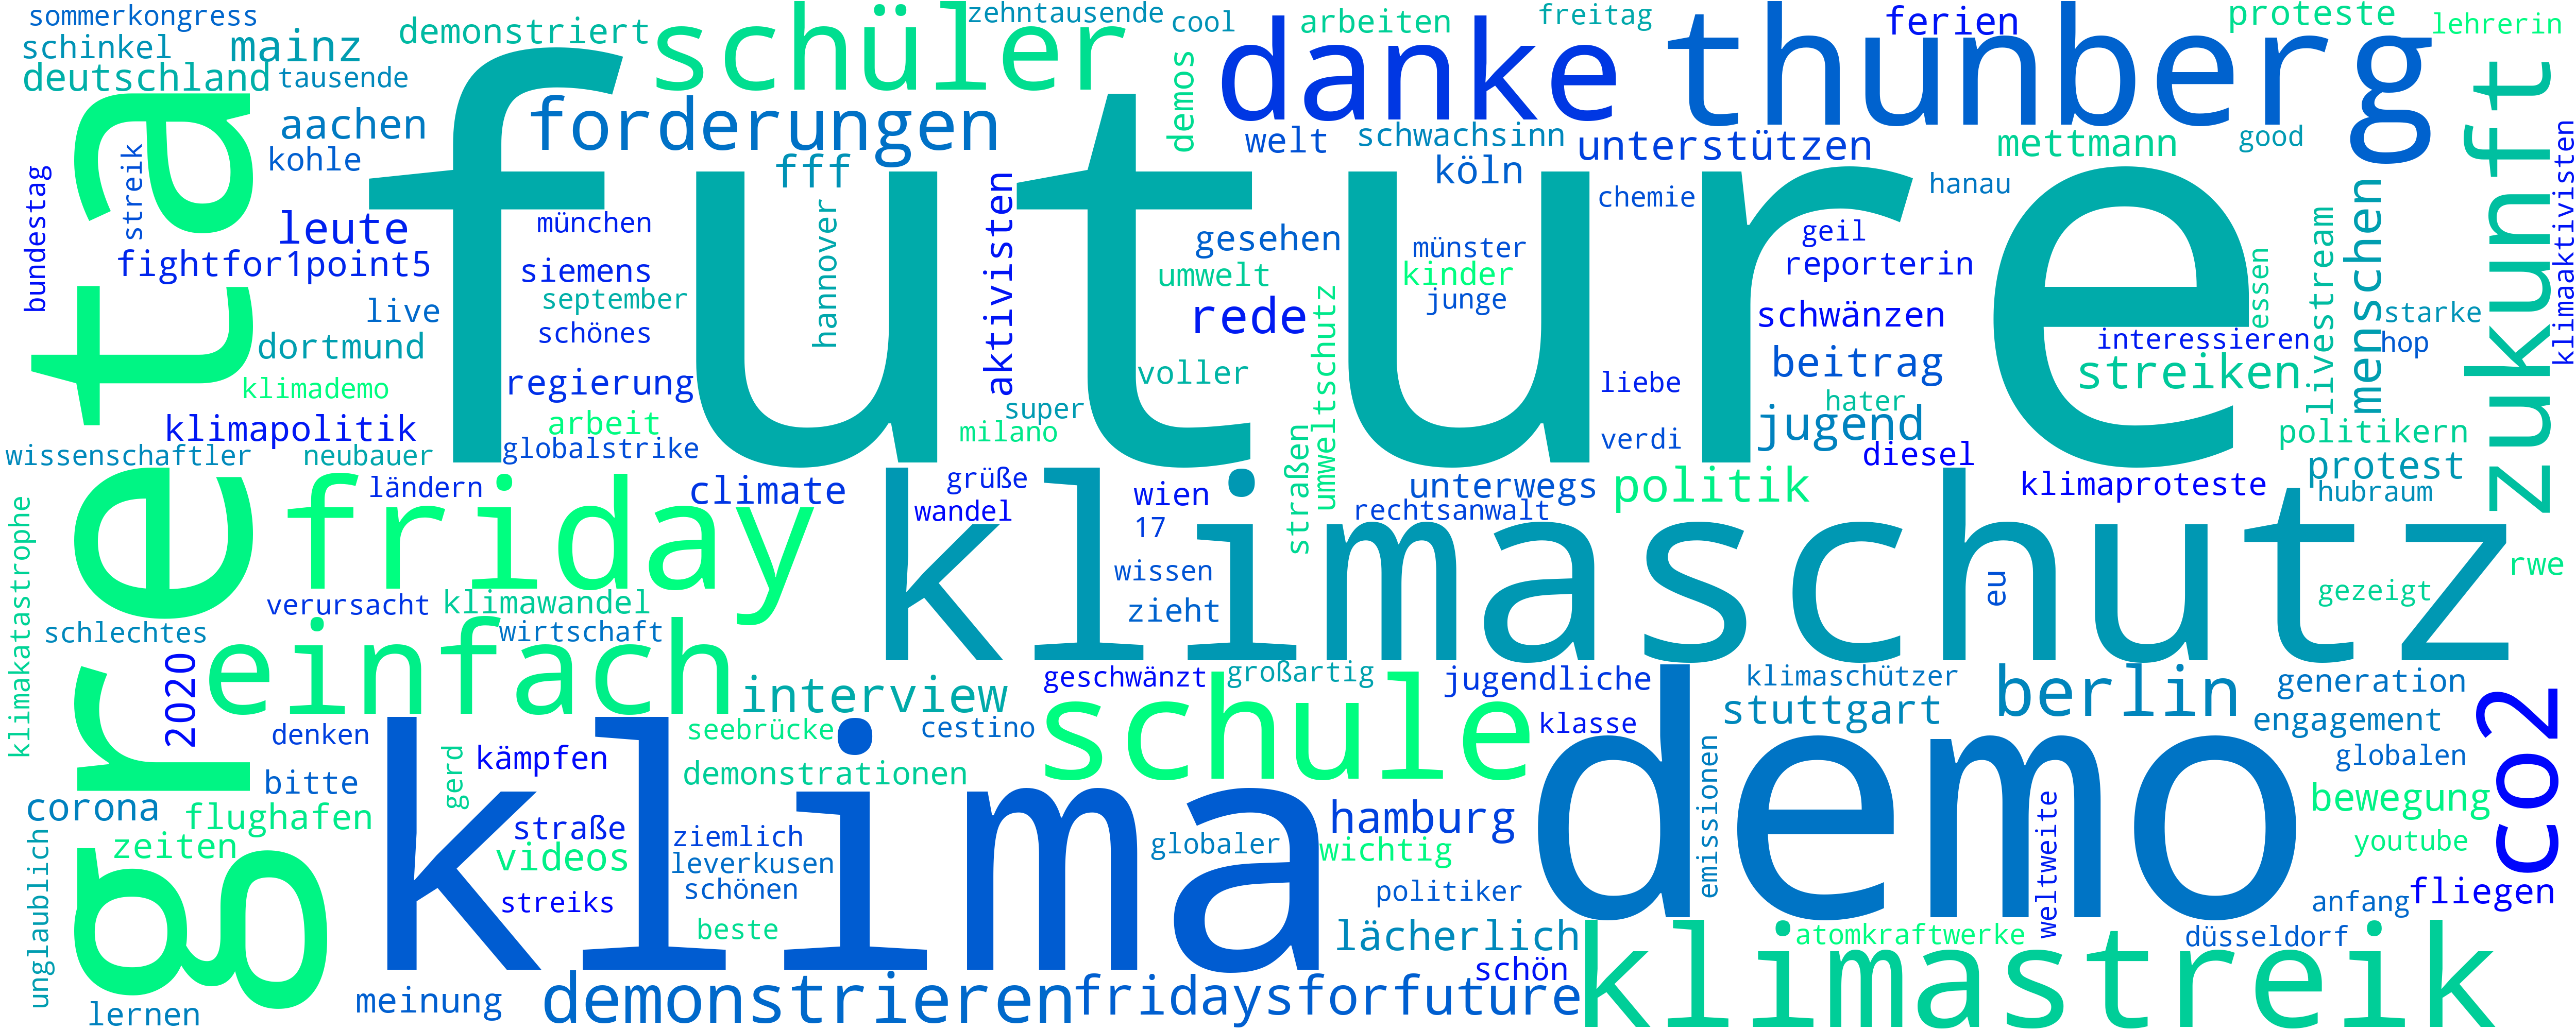 sommerkongress
schinkel
mainz
demonstriert
schüler
zehntausende
cool
arbeiten
freitag
ferien
proteste
lehrerin
deutschland
tausende
danke
thunberg
demos
aachen
forderungen
welt
schwachsinn
unterstützen
mettmann
good
zukunft
klimaaktivisten
streik
kohle
fff
köln
chemie
hanau
bundestag
greta
future
leute
münchen
hannover
aktivisten
gesehen
münster
geil
livestream
menschen
fightfor1point5
siemens
umwelt
kinder
reporterin
essen
september
junge
live
schönes
rede
umweltschutz
schwänzen
starke
dortmund
interessieren
hop
klimademo
regierung
voller
liebe
beitrag
streiken
super
hater
klimapolitik
arbeit
milano
jugend
politikern
wissenschaftler
neubauer
globalstrike
straßen
verdi
diesel
protest
friday
ländern
climate
grüße
wien
unterwegs
politik
klimaproteste
hubraum
wandel
17
rechtsanwalt
klimaschutz
klimakatastrophe
wissen
eu
rwe
gezeigt
verursacht
klimawandel
zieht
schlechtes
wirtschaft
einfach
2020
interview
geschwänzt
großartig
jugendliche
klimaschützer
berlin
generation
schule
stuttgart
co2
denken
seebrücke
cestino
klasse
engagement
klima
demo
gerd
kämpfen
demonstrationen
emissionen
globalen
bitte
corona
flughafen
hamburg
weltweite
bewegung
unglaublich
zeiten
straße
ziemlich
globaler
wichtig
youtube
videos
leverkusen
schönen
politiker
fliegen
streiks
anfang
beste
lächerlich
atomkraftwerke
düsseldorf
schön
klimastreik
lernen
meinung
demonstrieren
fridaysforfuture